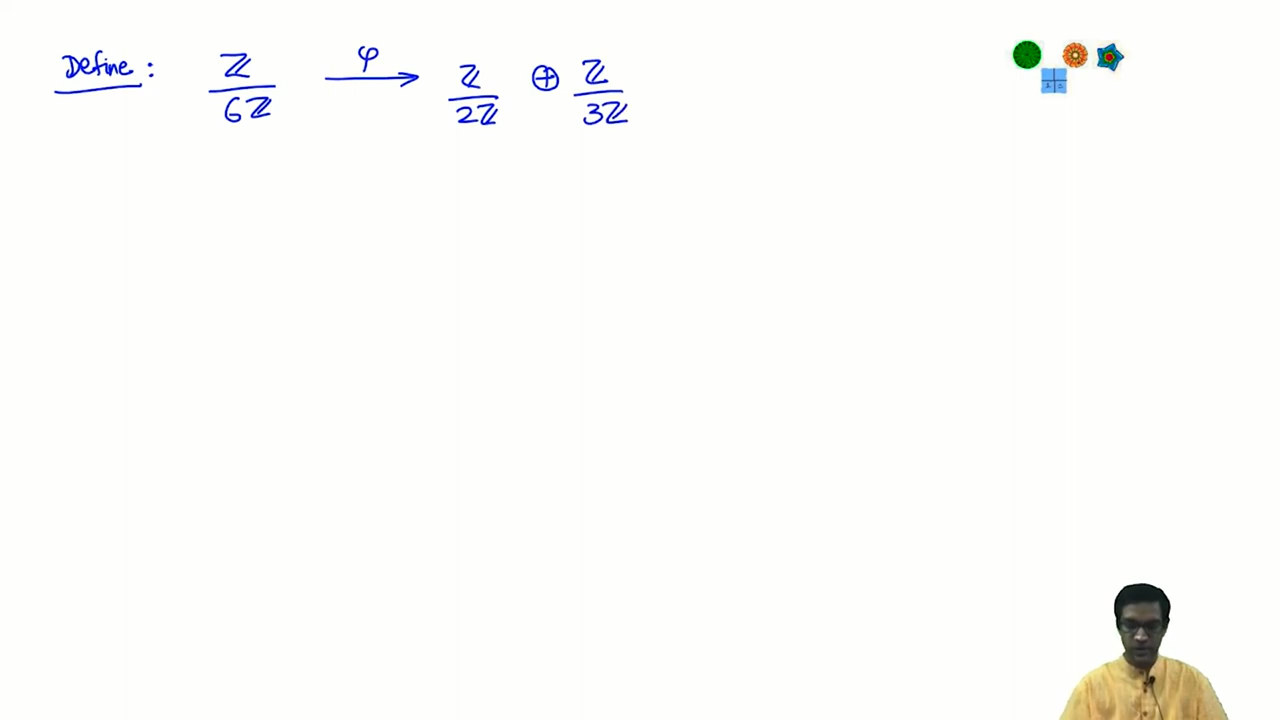 Define : ℤ/6ℤ —φ→ ℤ/2ℤ ⊕ ℤ/3ℤ